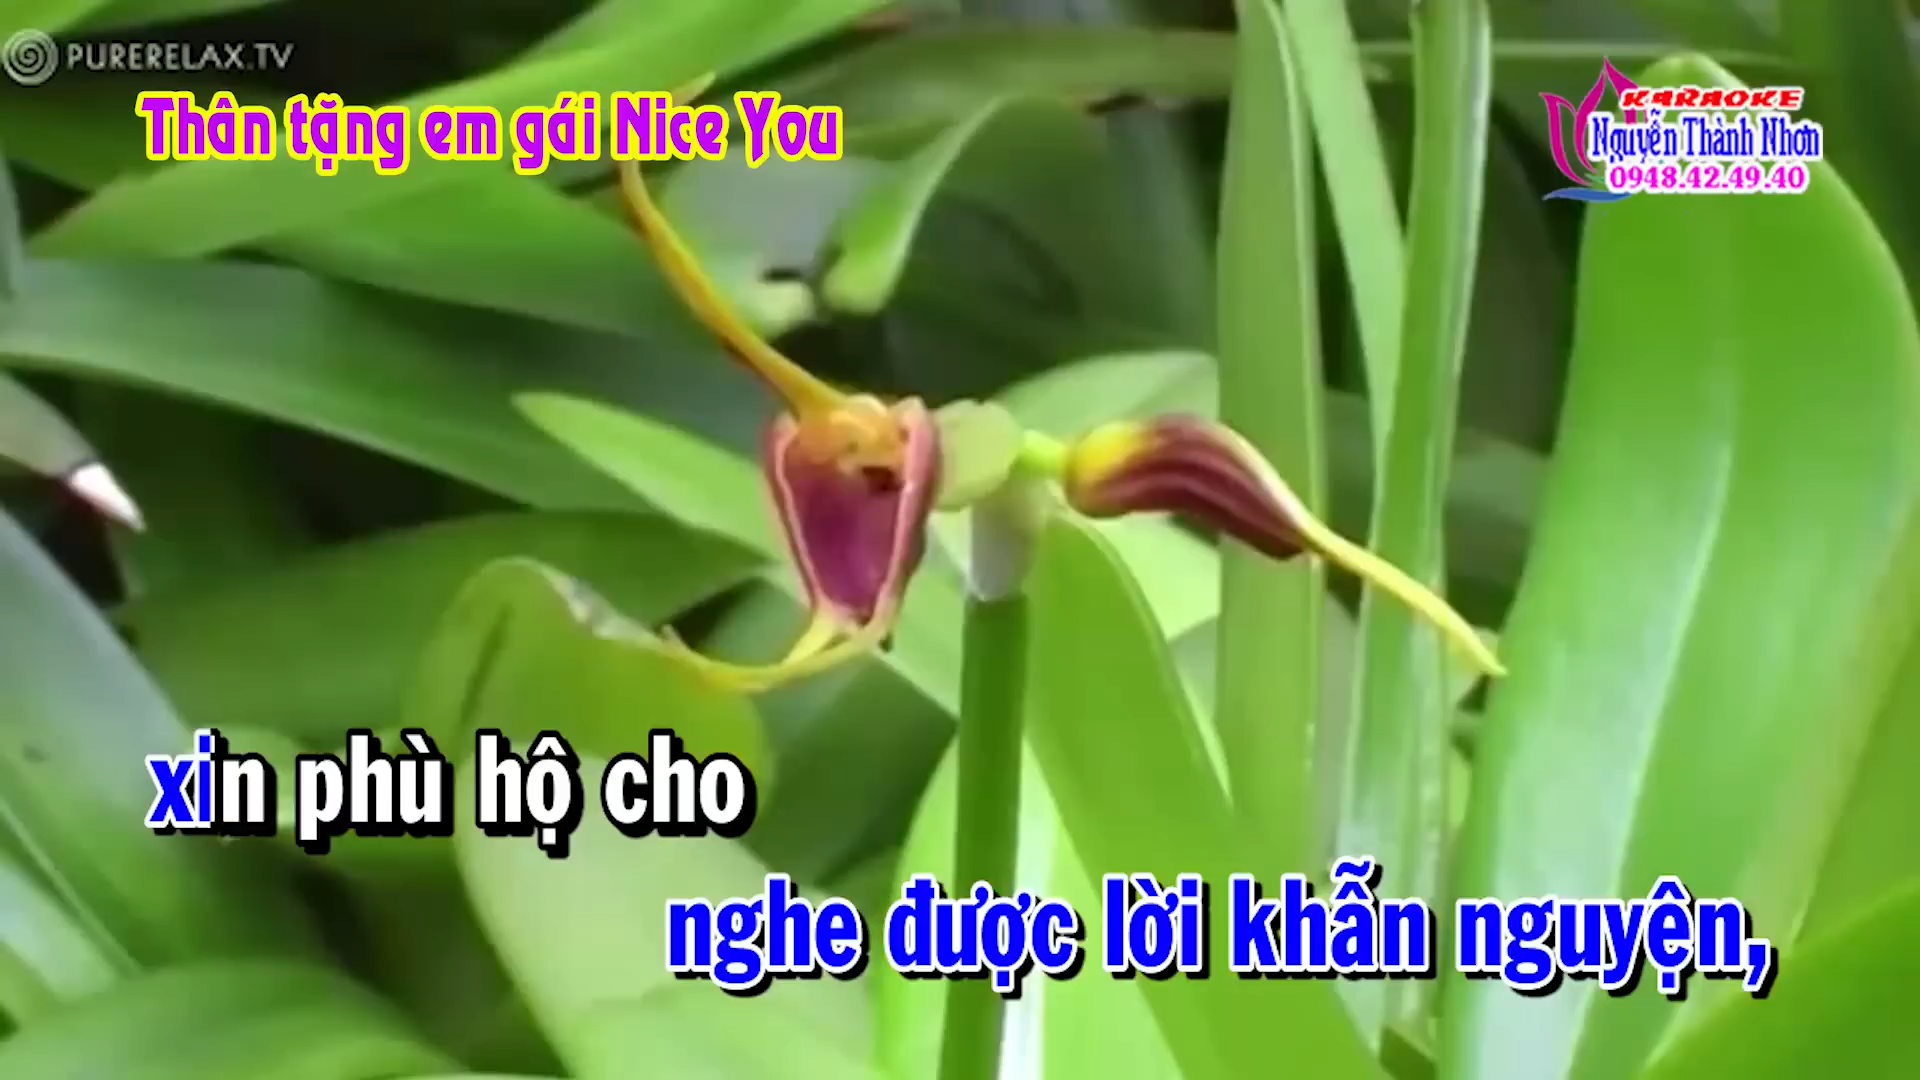 PURERELAX.TV
Thân tặng em gái Nice You
KARAOKE
Nguyễn Thành Nhơn
0948.42.49.40
xin phù hộ cho
nghe được lời khẫn nguyện,